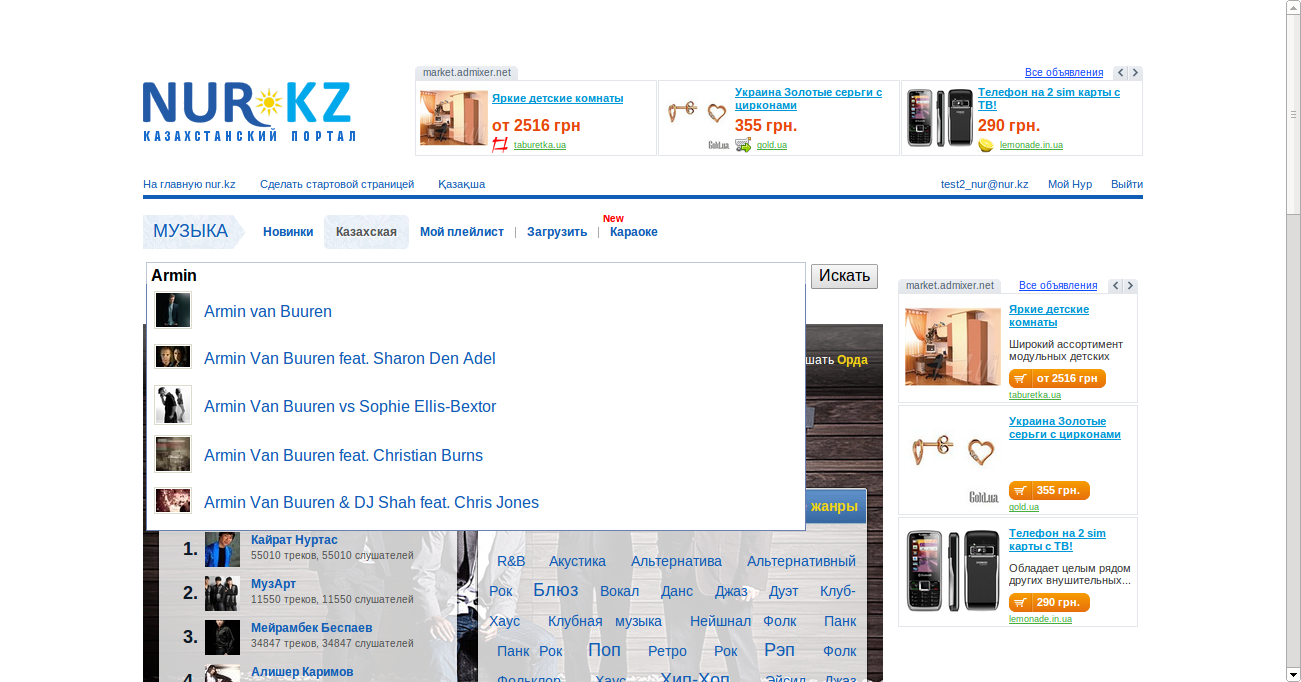 market.admixer.net
Все объявления
NUR KZ
КАЗАХСТАНСКИЙ ПОРТАЛ
Яркие детские комнаты
от 2516 грн
taburetka.ua
Украина Золотые серьги с
цирконами
355 грн.
Gold.ua
gold.ua
Телефон на 2 sim карты с
ТВ!
290 грн.
lemonade.in.ua
На главную nur.kz Сделать стартовой страницей Қазақша
test2_nur@nur.kz Мой Нур Выйти
New
МУЗЫКА Новинки Казахская Мой плейлист | Загрузить | Караоке
Armin Искать
Armin van Buuren
Armin Van Buuren feat. Sharon Den Adel
Armin Van Buuren vs Sophie Ellis-Bextor
Armin Van Buuren feat. Christian Burns
Armin Van Buuren & DJ Shah feat. Chris Jones
шать Орда
жанры
1. Кайрат Нуртас
55010 треков, 55010 слушателей
2. МузАрт
11550 треков, 11550 слушателей
3. Мейрамбек Беспаев
34847 треков, 34847 слушателей
4. Алишер Каримов
R&B Акустика Альтернатива Альтернативный
Рок Блюз Вокал Данс Джаз Дуэт Клуб-
Хаус Клубная музыка Нейшнал Фолк Панк
Панк Рок Поп Ретро Рок Рэп Фолк
Фольклор Хаус Хип-Хоп Эйсид Джаз
market.admixer.net Все объявления
Яркие детские
комнаты
Широкий ассортимент
модульных детских
от 2516 грн
taburetka.ua
Украина Золотые
серьги с цирконами
Gold.ua
355 грн.
gold.ua
Телефон на 2 sim
карты с ТВ!
Обладает целым рядом
других внушительных...
290 грн.
lemonade.in.ua